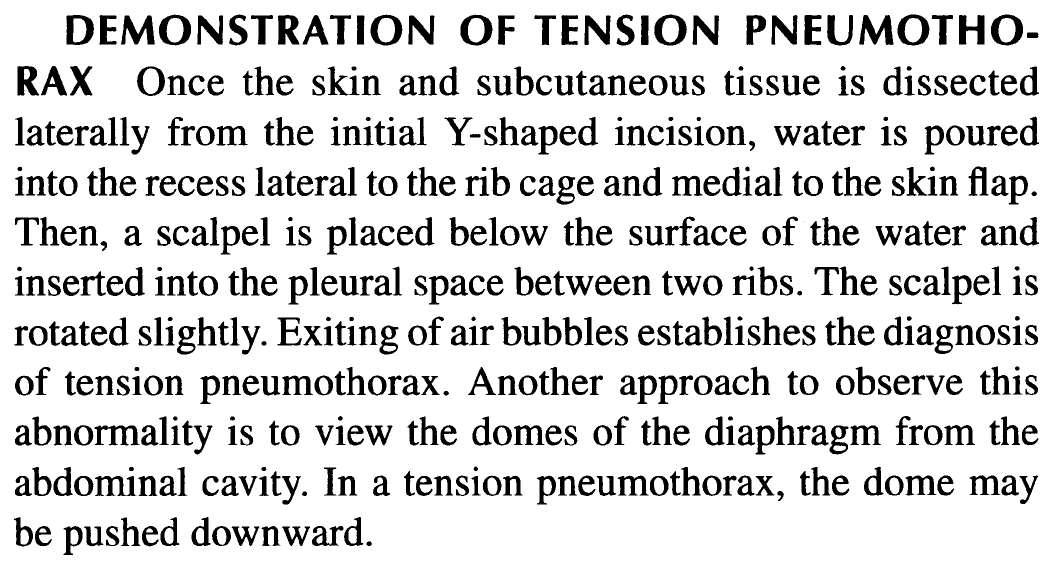 DEMONSTRATION OF TENSION PNEUMOTHO-
RAX Once the skin and subcutaneous tissue is dissected
laterally from the initial Y-shaped incision, water is poured
into the recess lateral to the rib cage and medial to the skin flap.
Then, a scalpel is placed below the surface of the water and
inserted into the pleural space between two ribs. The scalpel is
rotated slightly. Exiting of air bubbles establishes the diagnosis
of tension pneumothorax. Another approach to observe this
abnormality is to view the domes of the diaphragm from the
abdominal cavity. In a tension pneumothorax, the dome may
be pushed downward.